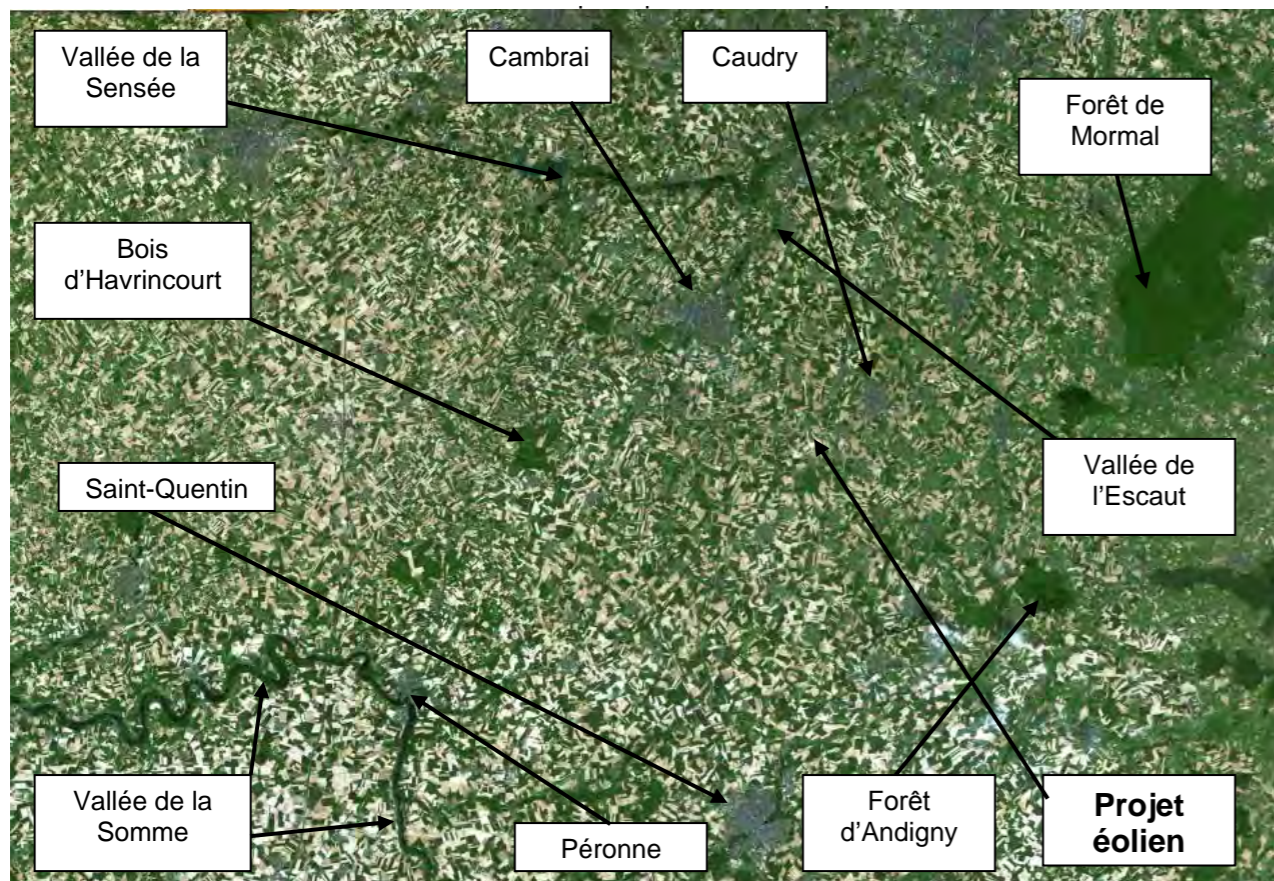 Vallée de la
Sensée
Cambrai
Caudry
Forêt de
Mormal
Bois
d'Havrincourt
Saint-Quentin
Vallée de
l'Escaut
Vallée de la
Somme
Péronne
Forêt
d'Andigny
Projet
éolien